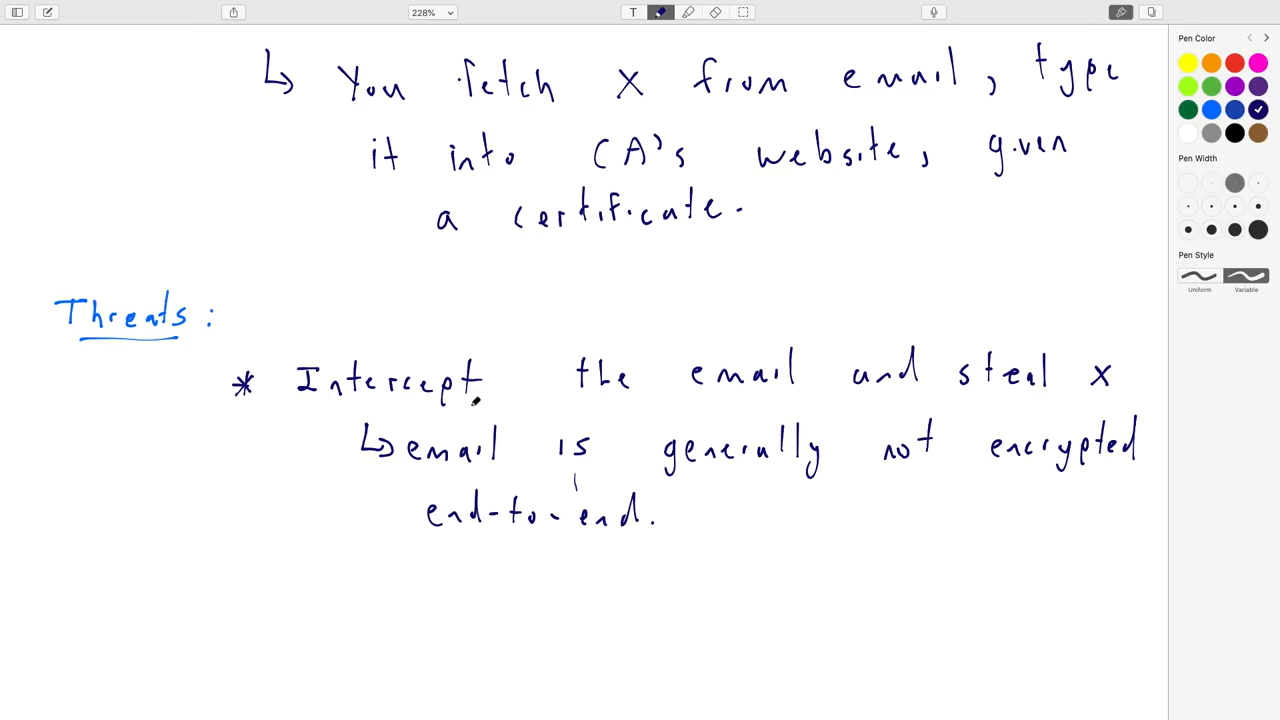 228%
T
↳ You fetch X from email, type
it into CA's website, given
a certificate.
Threats:
* Intercept the email and steal X
↳ email is generally not encrypted
end-to-end.
Pen Color
Pen Width
Pen Style
Uniform
Variable